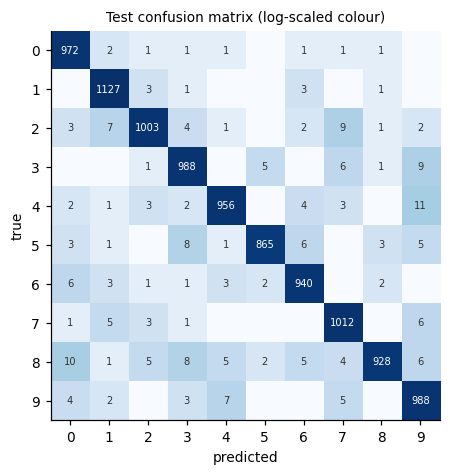 Test confusion matrix (log-scaled colour)
0 972 2 1 1 1 1 1 1
1 1127 3 1 3 1
2 3 7 1003 4 1 2 9 1 2
3 1 988 5 6 1 9
4 2 1 3 2 956 4 3 11
5 3 1 8 1 865 6 3 5
6 6 3 1 1 3 2 940 2
7 1 5 3 1 1012 6
8 10 1 5 8 5 2 5 4 928 6
9 4 2 3 7 5 988
0 1 2 3 4 5 6 7 8 9
predicted
true